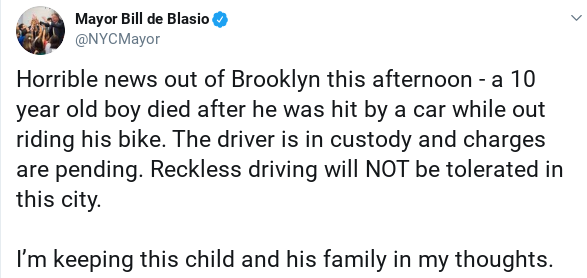 Mayor Bill de Blasio
@NYCMayor
Horrible news out of Brooklyn this afternoon - a 10
year old boy died after he was hit by a car while out
riding his bike. The driver is in custody and charges
are pending. Reckless driving will NOT be tolerated in
this city.
I'm keeping this child and his family in my thoughts.